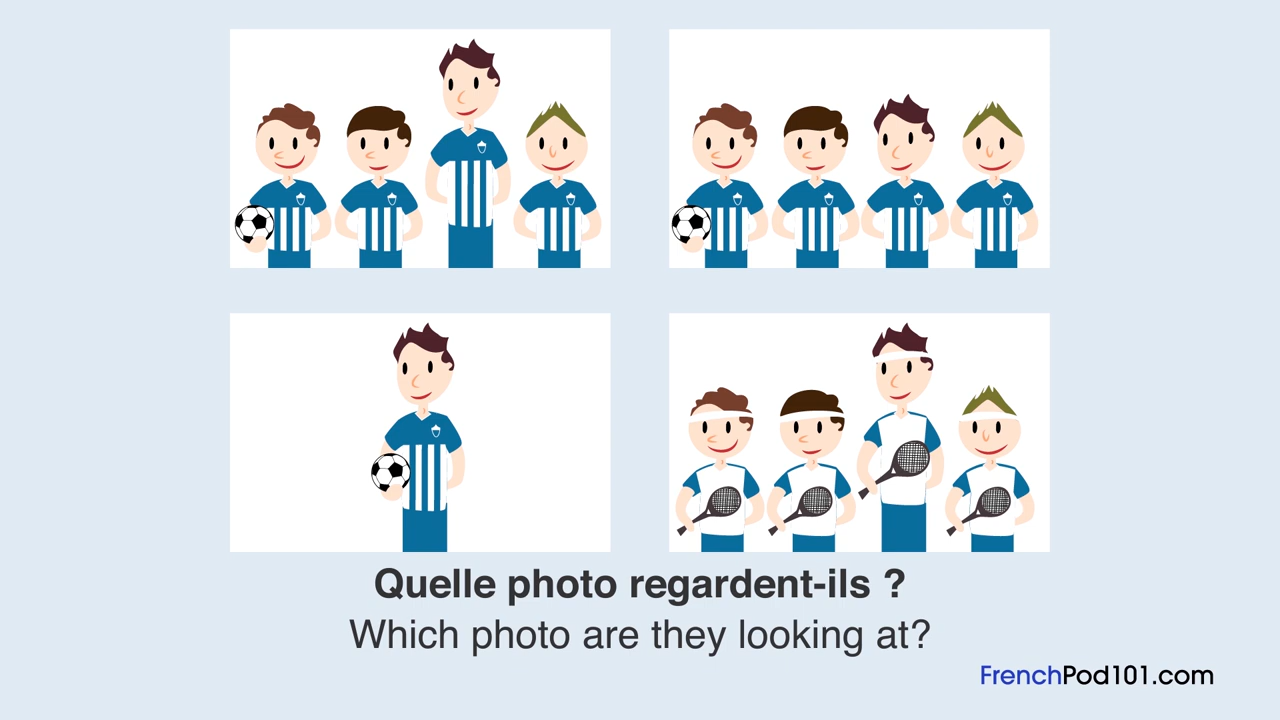 Quelle photo regardent-ils ?
Which photo are they looking at?
FrenchPod101.com